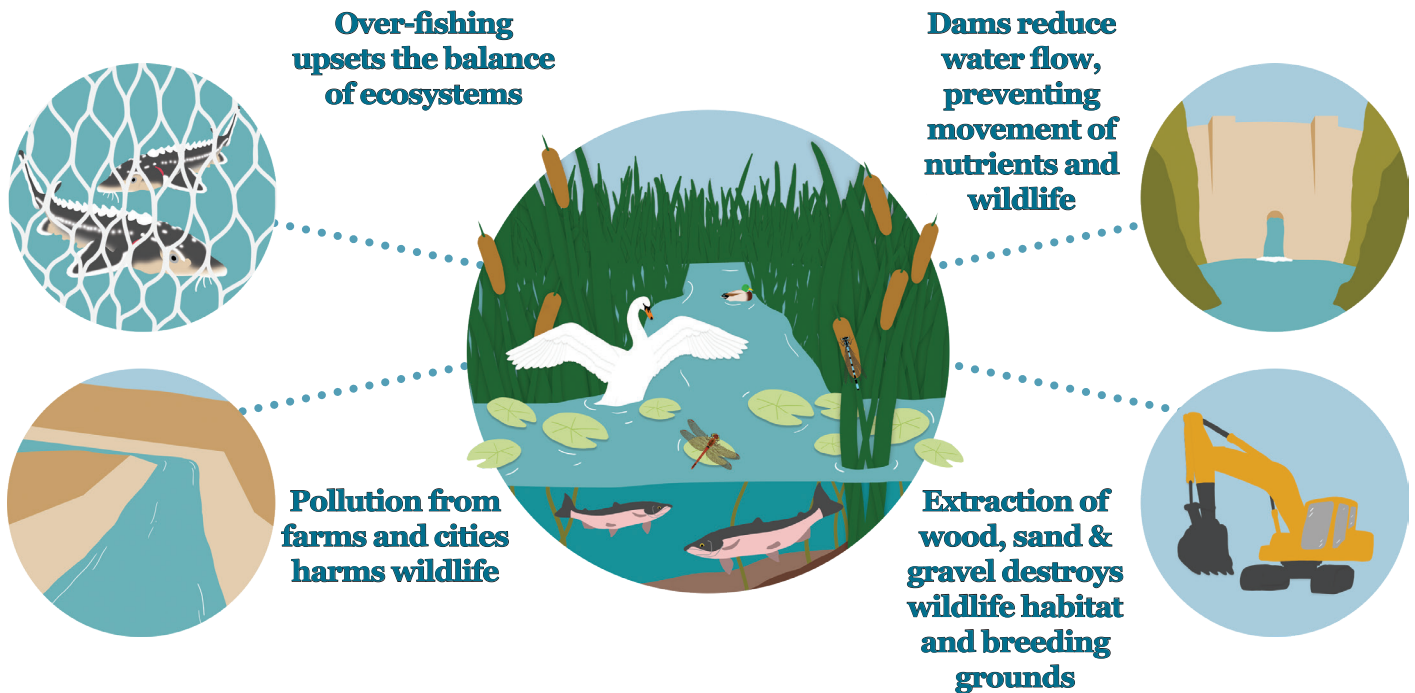 Over-fishing
upsets the balance
of ecosystems
Dams reduce
water flow,
preventing
movement of
nutrients and
wildlife
Pollution from
farms and cities
harms wildlife
Extraction of
wood, sand &
gravel destroys
wildlife habitat
and breeding
grounds